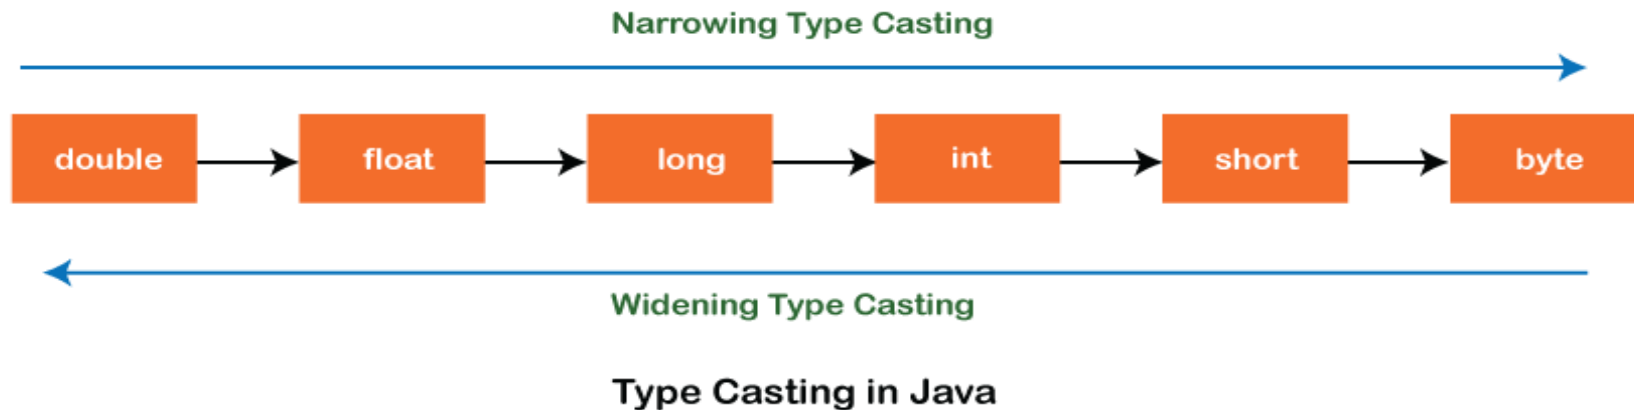 Narrowing Type Casting
double float long int short byte
Widening Type Casting
Type Casting in Java